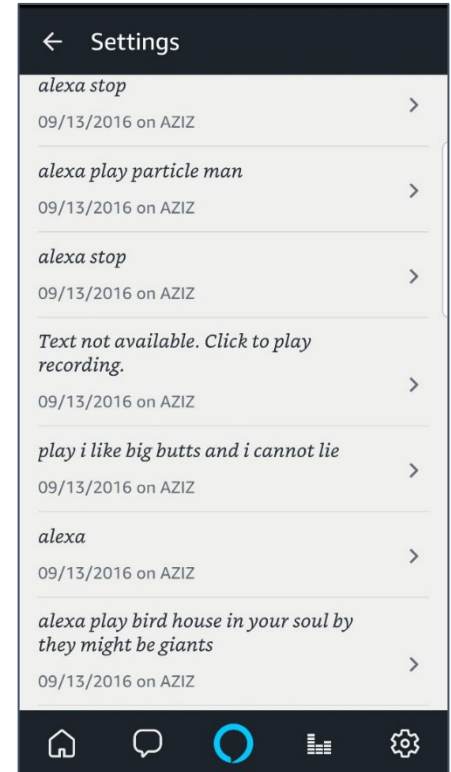 Settings
alexa stop
09/13/2016 on AZIZ
alexa play particle man
09/13/2016 on AZIZ
alexa stop
09/13/2016 on AZIZ
Text not available. Click to play
recording.
09/13/2016 on AZIZ
play i like big butts and i cannot lie
09/13/2016 on AZIZ
alexa
09/13/2016 on AZIZ
alexa play bird house in your soul by
they might be giants
09/13/2016 on AZIZ